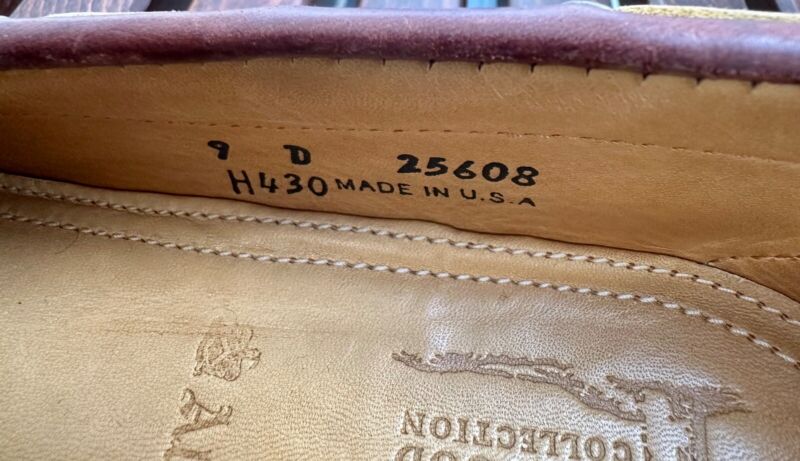 9 D 25608
H430 MADE IN U.S.A
COLLECTION